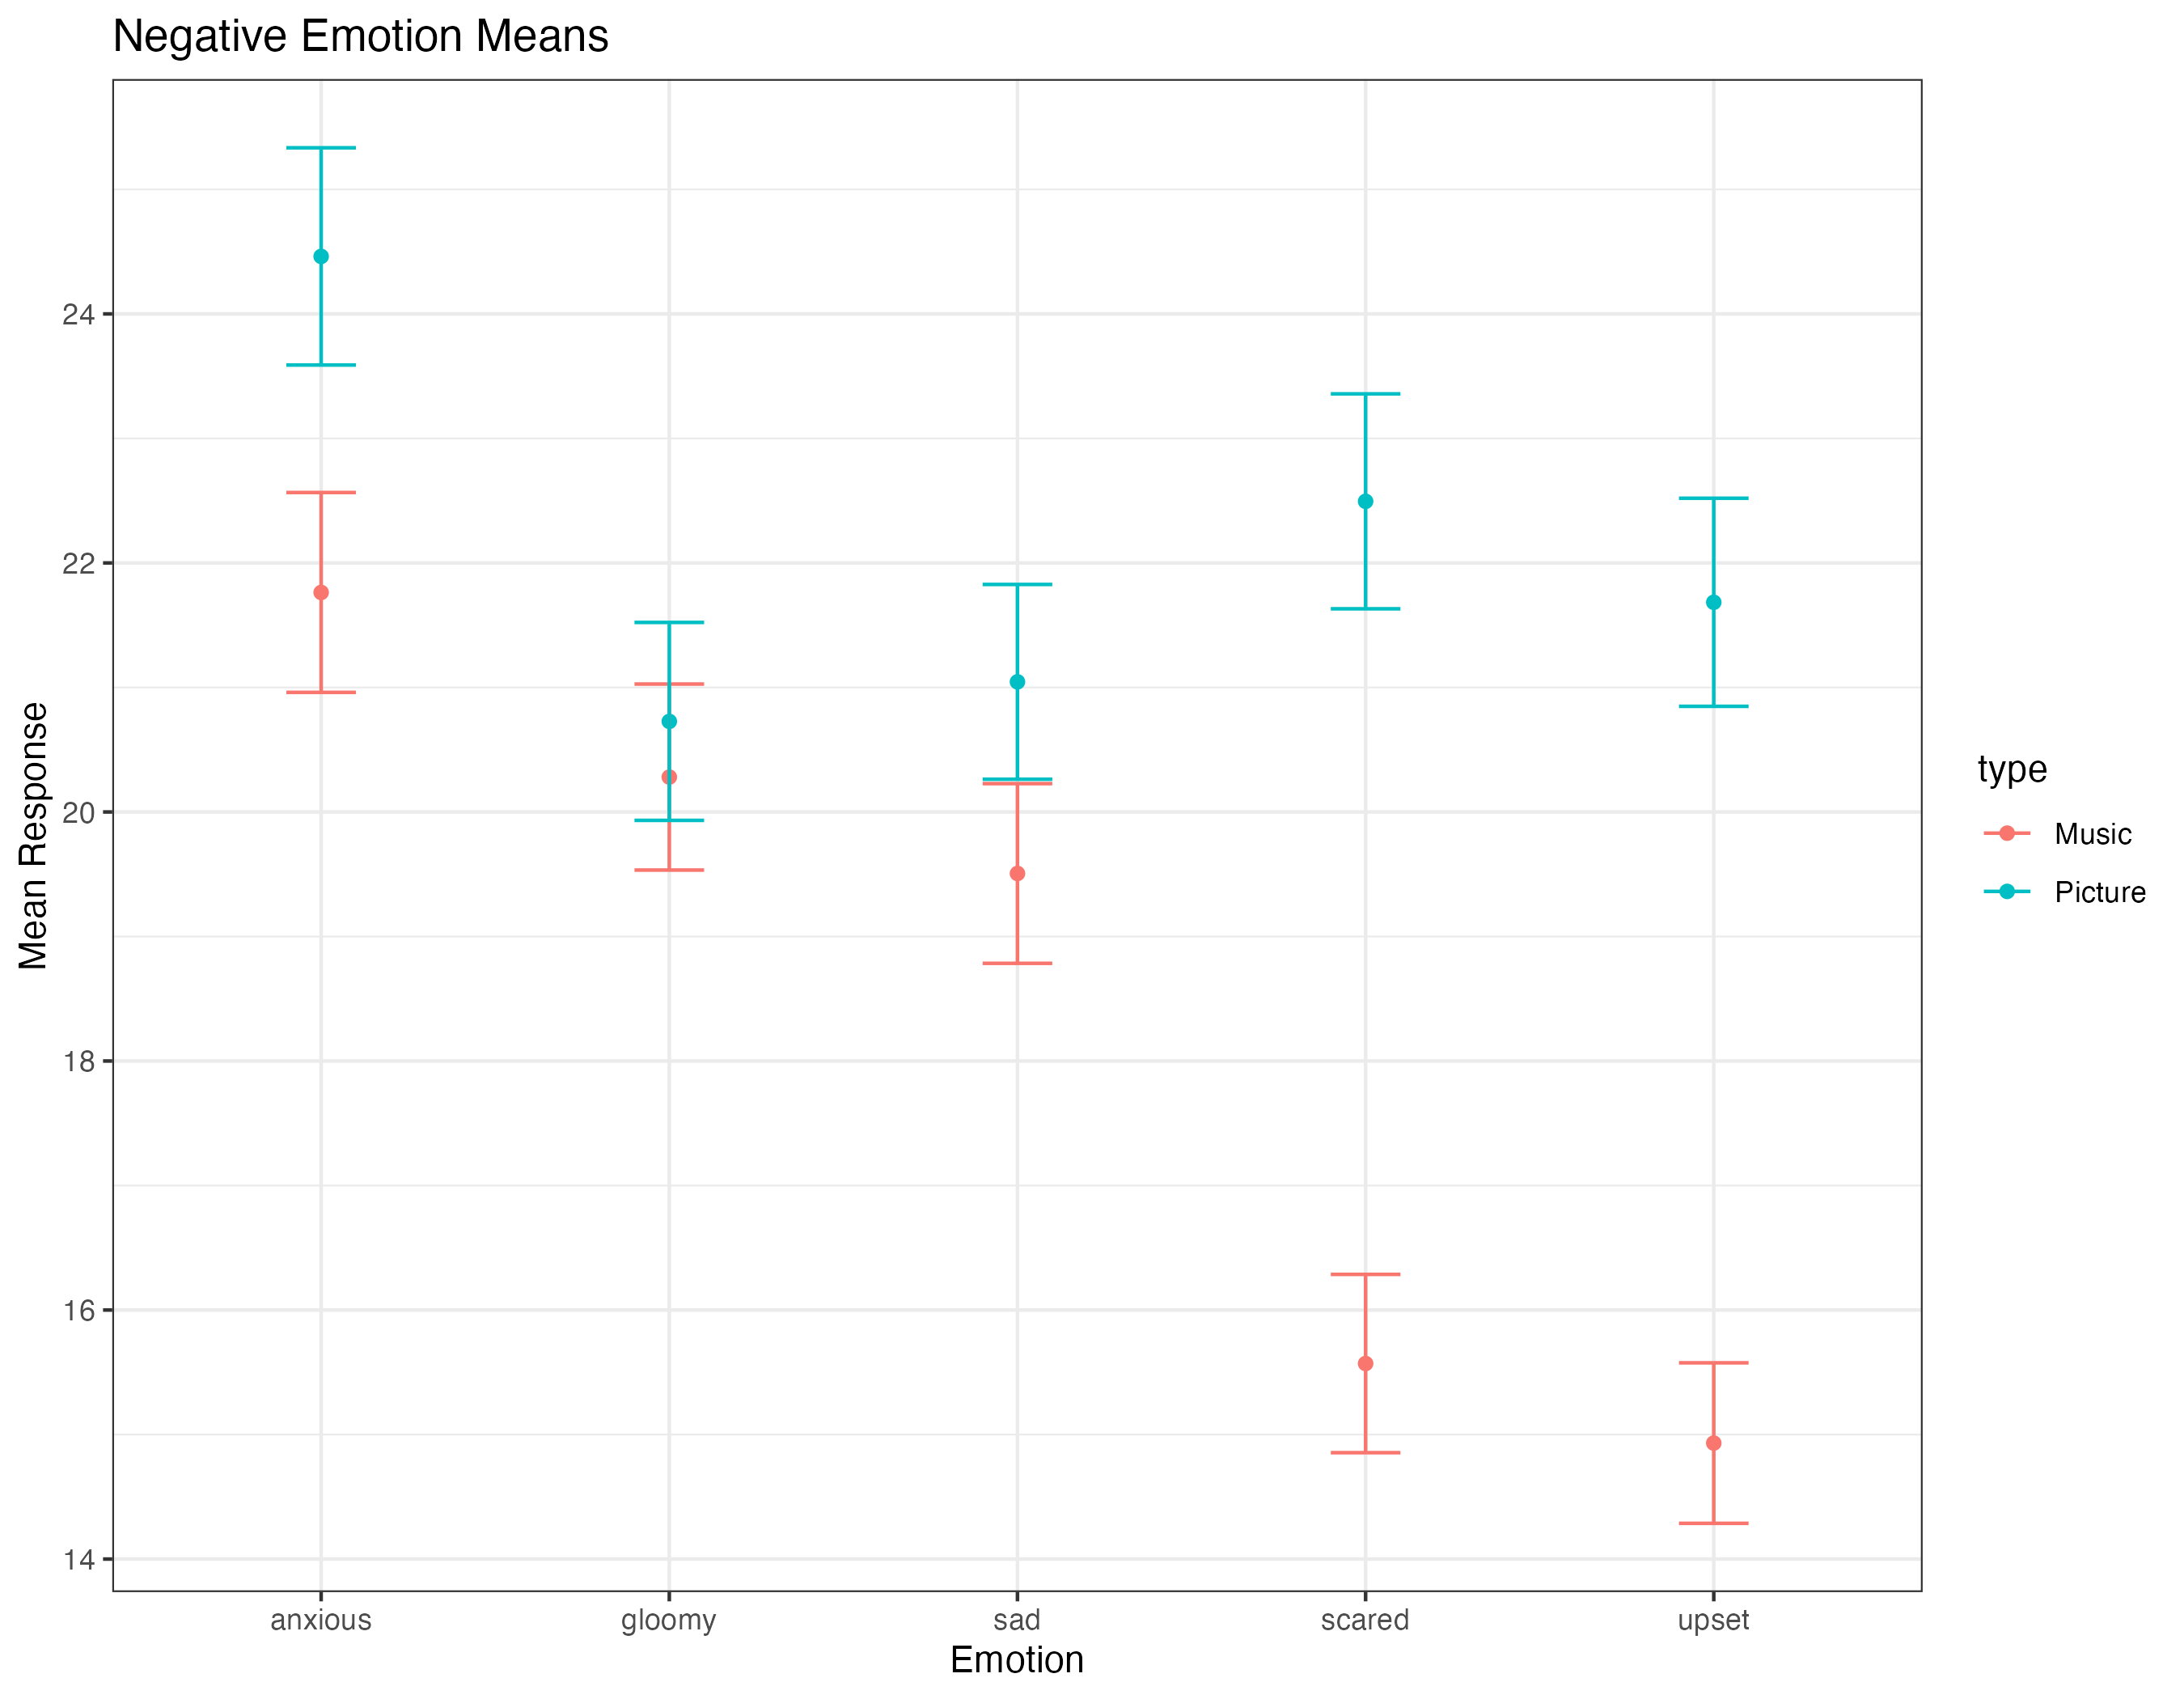 Negative Emotion Means
Mean Response
24
22
20
18
16
14
anxious
gloomy
sad
scared
upset
Emotion
type
Music
Picture